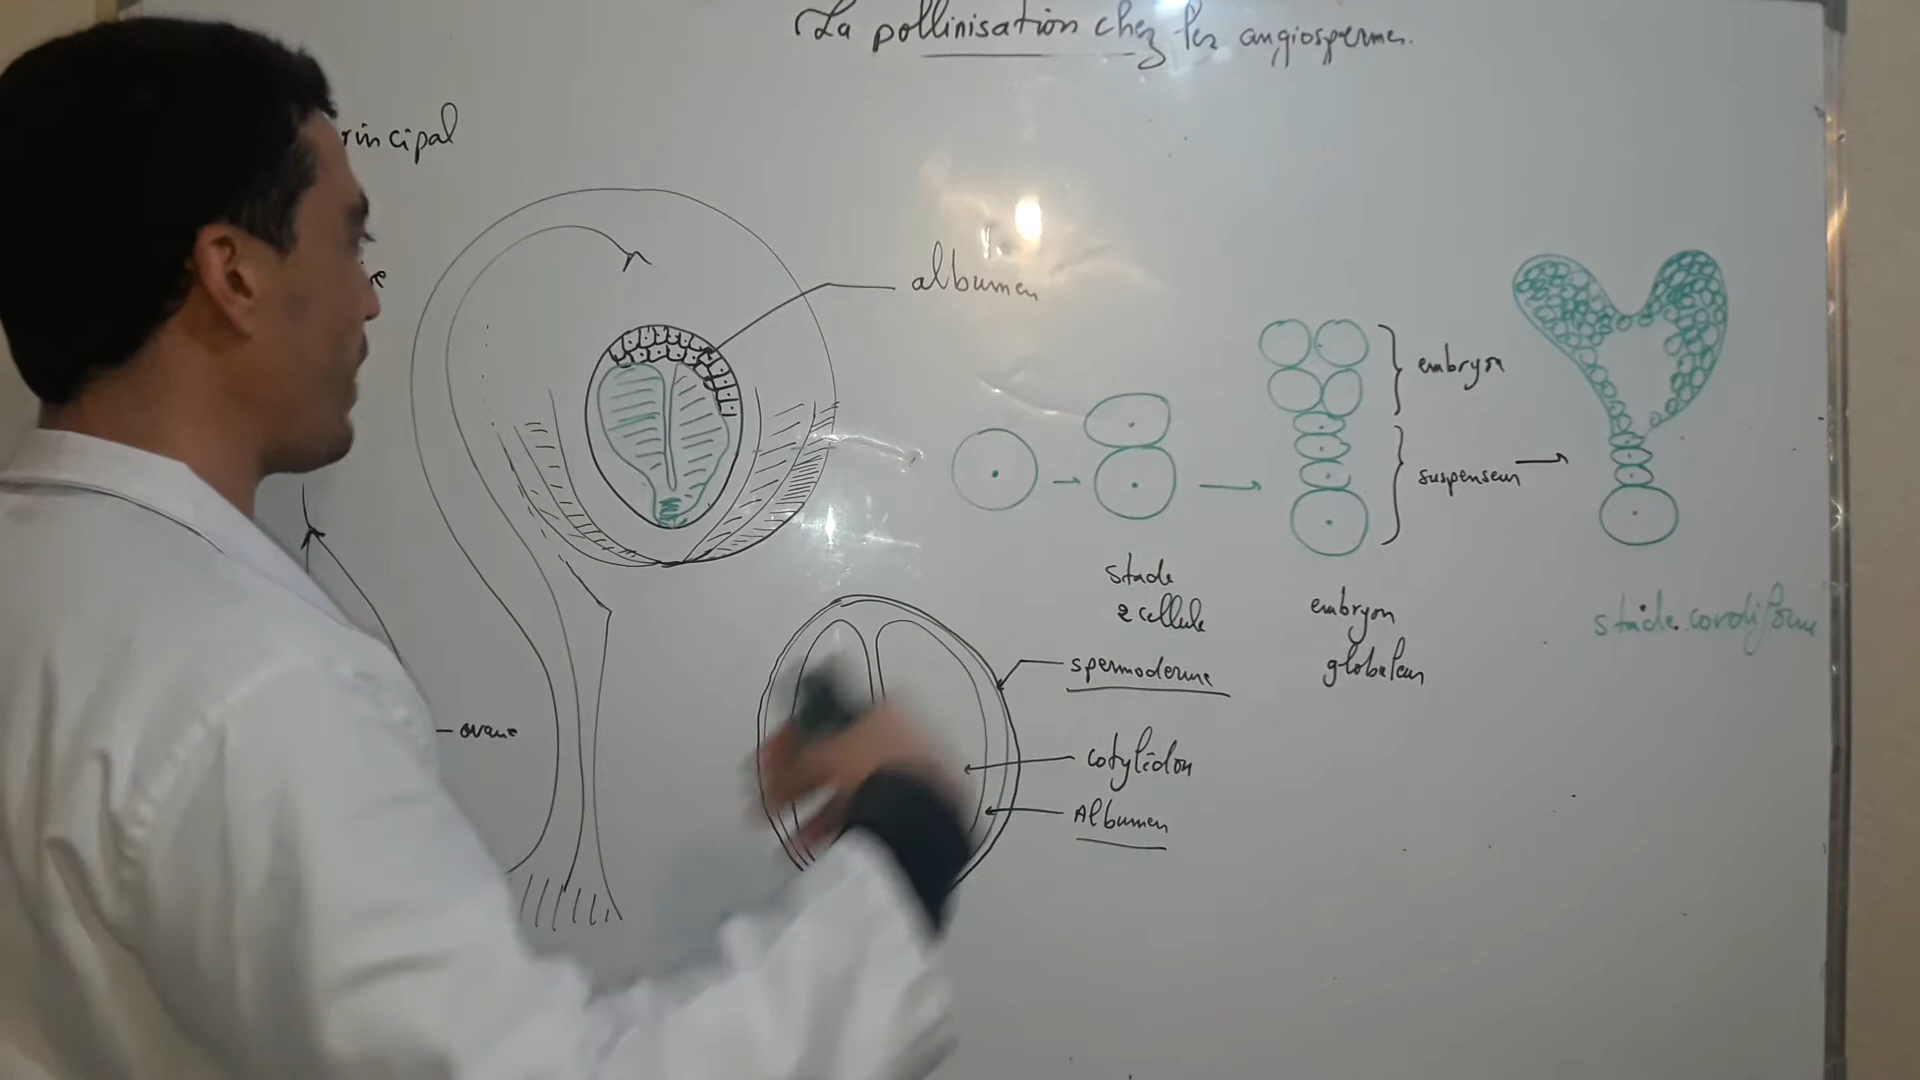 La pollinisation chez les angiospermes.
rincipal
albumen
embryon
suspenseur
stade
2 cellule
embryon
globuleux
stade cordiforme
spermoderme
cotylédon
Albumen